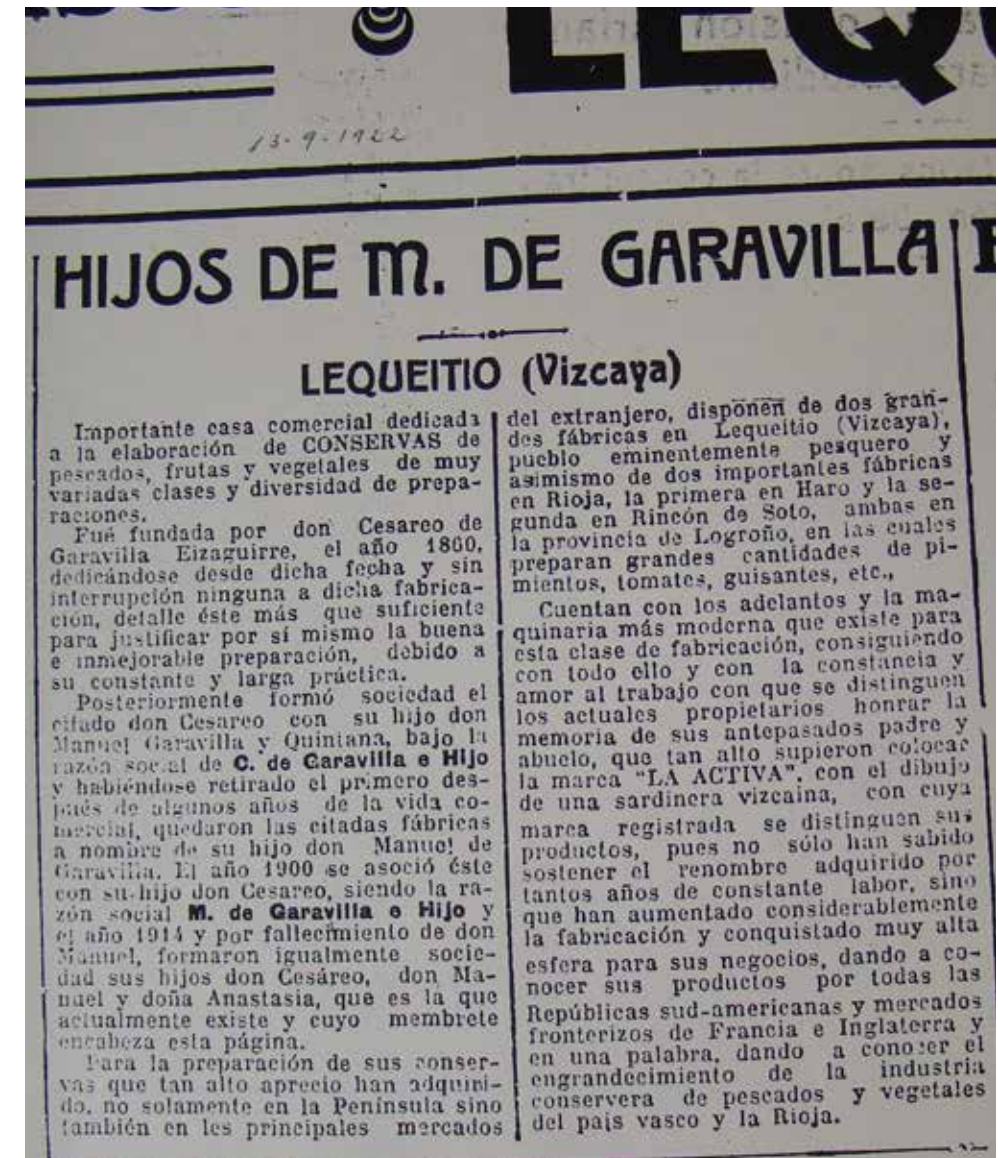 LEQU
13-9-1922
HIJOS DE M. DE GARAVILLA
LEQUEITIO (Vizcaya)
Importante casa comercial dedicada
a la elaboración de CONSERVAS de
pescados, frutas y vegetales de muy
variadas clases y diversidad de prepa-
raciones.
Fué fundada por don Cesareo de
Garavilla Eizaguirre, el año 1860,
dedicándose desde dicha fecha y sin
interrupción ninguna a dicha fabrica-
ción, detalle éste más que suficiente
para justificar por sí mismo la buena
e inmejorable preparación, debido a
su constante y larga práctica.
Posteriormente formó sociedad el
citado don Cesareo con su hijo don
Manuel Garavilla y Quintana, bajo la
razón social de C. de Garavilla e Hijo
y habiéndose retirado el primero des-
pués de algunos años de la vida co-
mercial, quedaron las citadas fábricas
a nombre de su hijo don Manuel de
Garavilla. El año 1900 se asoció éste
con su hijo don Cesareo, siendo la ra-
zón social M. de Garavilla e Hijo y
el año 1914 y por fallecimiento de don
Manuel, formaron igualmente socie-
dad sus hijos don Cesáreo, don Ma-
nuel y doña Anastasia, que es la que
actualmente existe y cuyo membrete
encabeza esta página.
Para la preparación de sus conser-
vas que tan alto aprecio han adquiri-
do, no solamente en la Península sino
también en les principales mercados
del extranjero, disponen de dos gran-
des fábricas en Lequeitio (Vizcaya),
pueblo eminentemente pesquero y
asimismo de dos importantes fábricas
en Rioja, la primera en Haro y la se-
gunda en Rincón de Soto, ambas en
la provincia de Logroño, en las cuales
preparan grandes cantidades de pi-
mientos, tomates, guisantes, etc.,
Cuentan con los adelantos y la ma-
quinaria más moderna que existe para
esta clase de fabricación, consiguiendo
con todo ello y con la constancia y
amor al trabajo con que se distinguen
los actuales propietarios honrar la
memoria de sus antepasados padre y
abuelo, que tan alto supieron colocar
la marca "LA ACTIVA", con el dibujo
de una sardinera vizcaina, con cuya
marca registrada se distinguen sus
productos, pues no sólo han sabido
sostener el renombre adquirido por
tantos años de constante labor, sino
que han aumentado considerablemente
la fabricación y conquistado muy alta
esfera para sus negocios, dando a co-
nocer sus productos por todas las
Repúblicas sud-americanas y mercados
fronterizos de Francia e Inglaterra y
en una palabra, dando a conocer el
engrandecimiento de la industria
conservera de pescados y vegetales
del país vasco y la Rioja.